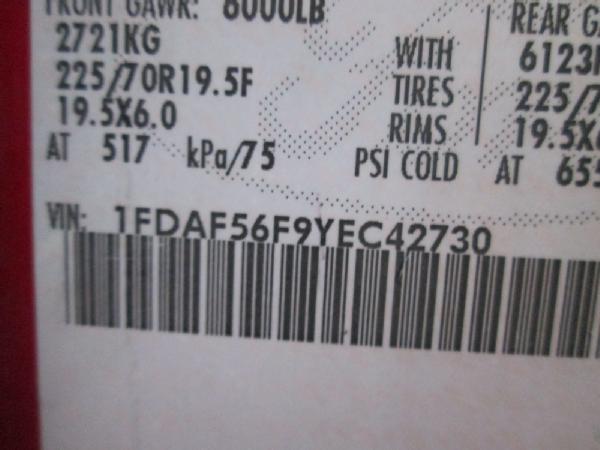 FRONT GAWR: 6000LB
2721KG
225/70R19.5F
19.5X6.0
AT 517 kPa/75
WITH
TIRES
RIMS
PSI COLD
REAR
6123
225/7
19.5X
AT 655
VIN: 1FDAF56F9YEC42730